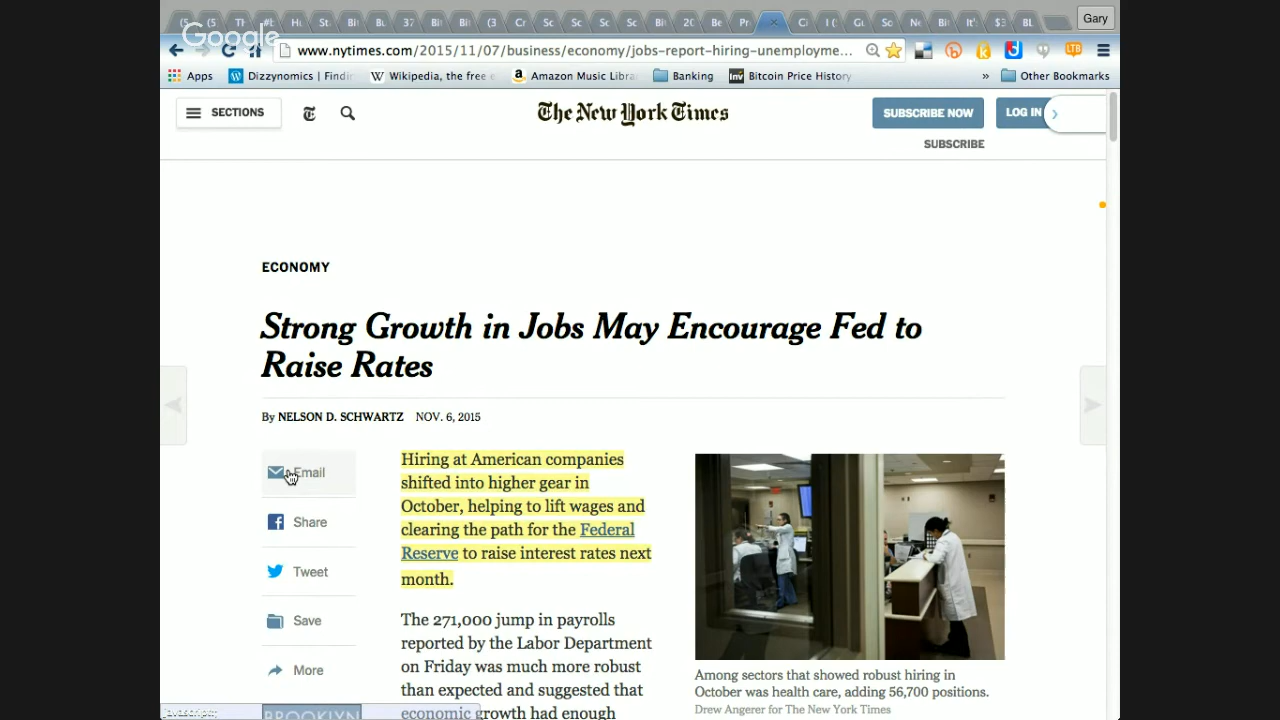 Gary
Google
www.nytimes.com/2015/11/07/business/economy/jobs-report-hiring-unemployme...
Apps
Dizzynomics | Findin
Wikipedia, the free e
Amazon Music Libra
Banking
Bitcoin Price History
»
Other Bookmarks
SECTIONS
The New York Times
SUBSCRIBE NOW
LOG IN
SUBSCRIBE
ECONOMY
Strong Growth in Jobs May Encourage Fed to
Raise Rates
By NELSON D. SCHWARTZ NOV. 6, 2015
Email
Share
Tweet
Save
More
Hiring at American companies
shifted into higher gear in
October, helping to lift wages and
clearing the path for the Federal
Reserve to raise interest rates next
month.
The 271,000 jump in payrolls
reported by the Labor Department
on Friday was much more robust
than expected and suggested that
economic growth had enough
Among sectors that showed robust hiring in
October was health care, adding 56,700 positions.
Drew Angerer for The New York Times
BROOKLYN